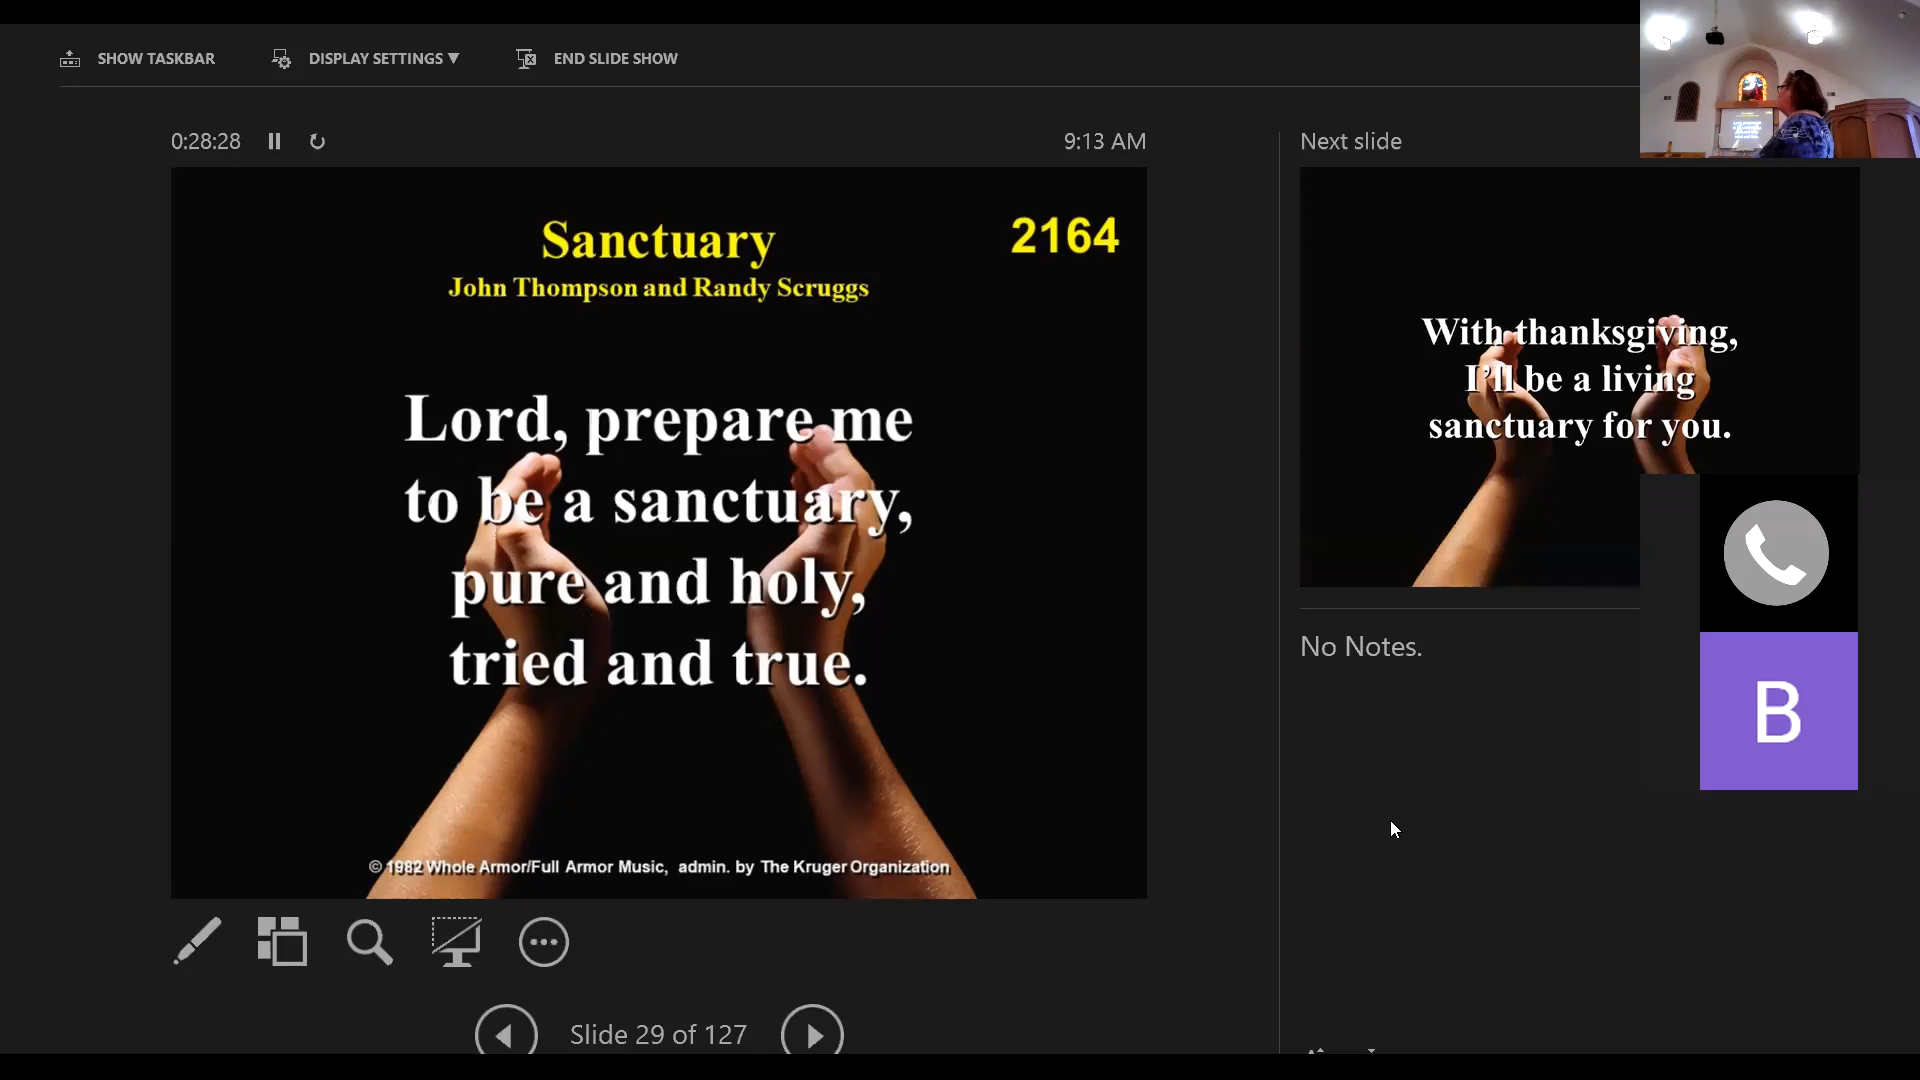 SHOW TASKBAR
DISPLAY SETTINGS ▼
END SLIDE SHOW
0:28:28
9:13 AM
Next slide
Sanctuary
2164
John Thompson and Randy Scruggs
Lord, prepare me
to be a sanctuary,
pure and holy,
tried and true.
© 1982 Whole Armor/Full Armor Music, admin. by The Kruger Organization
With thanksgiving,
I'll be a living
sanctuary for you.
No Notes.
B
Slide 29 of 127